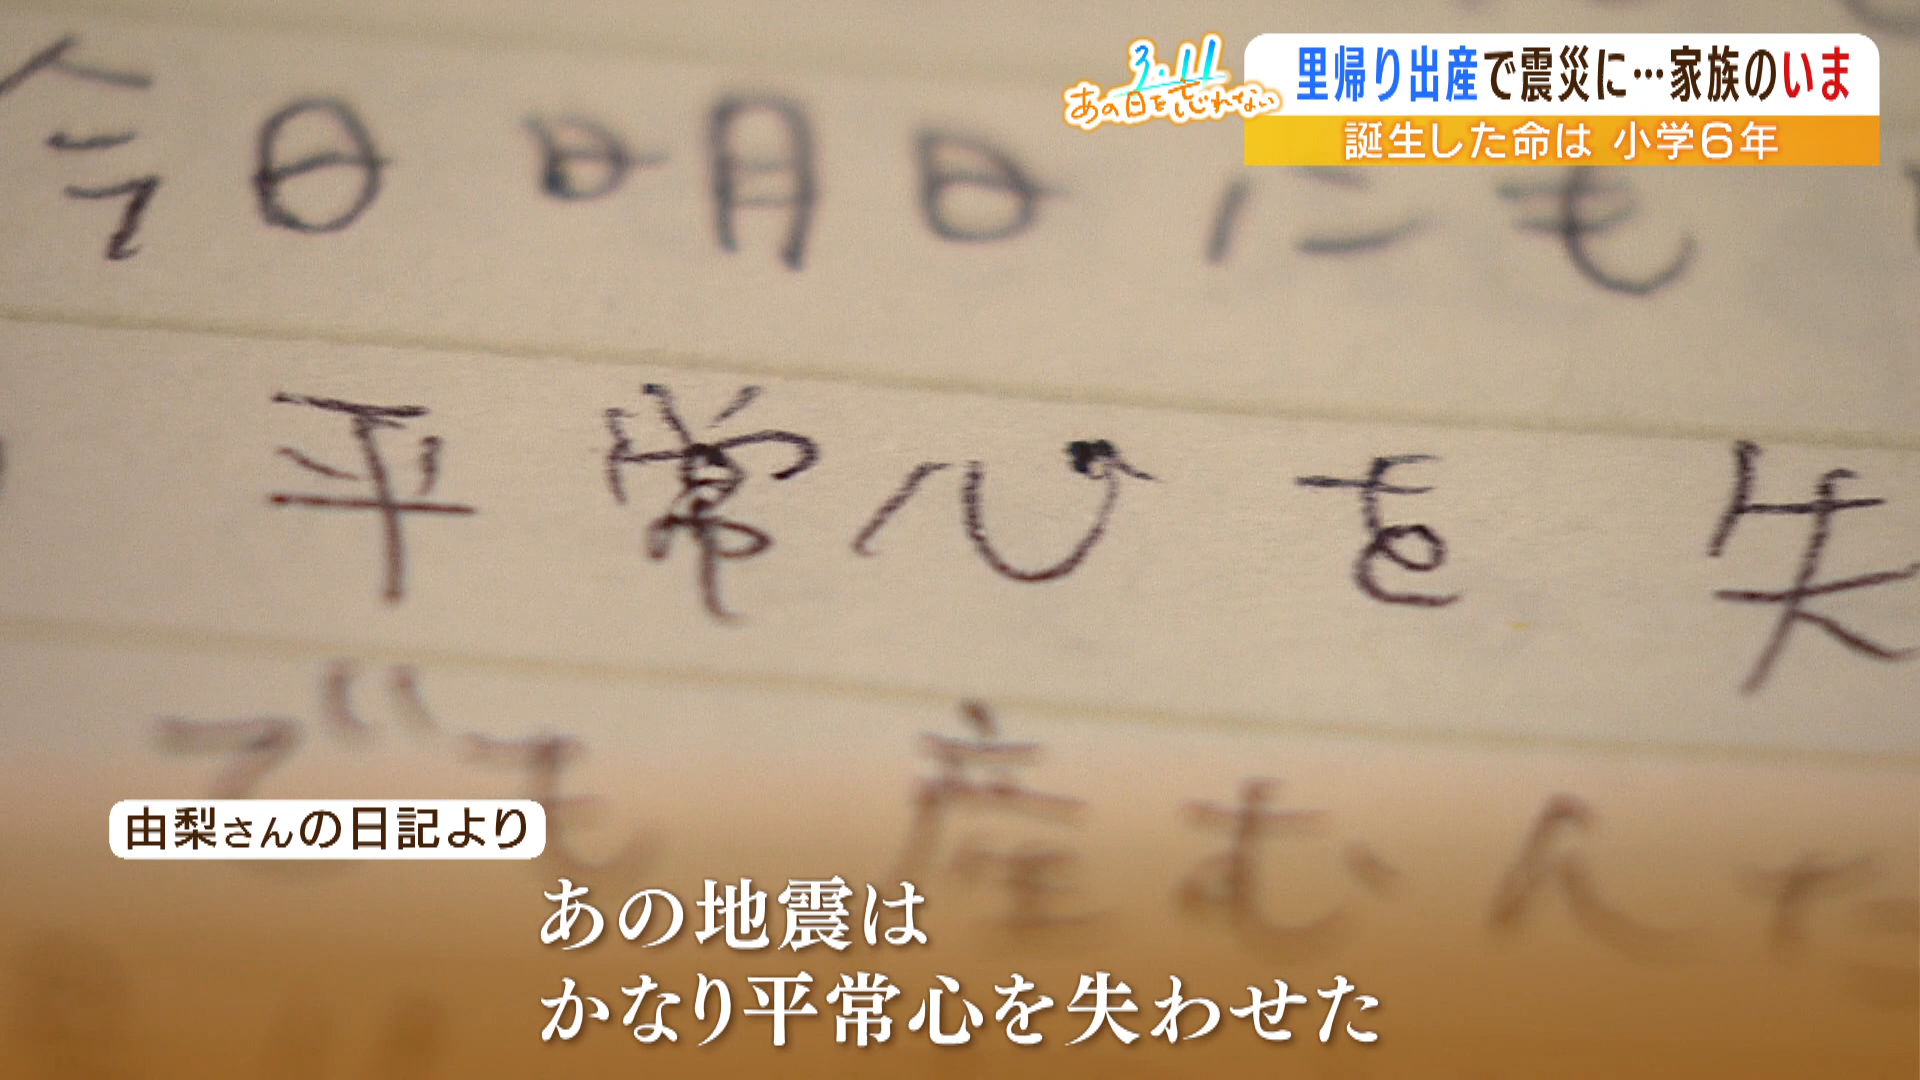 3.11
あの日を忘れない
里帰り出産で震災に…家族のいま
誕生した命は 小学6年
今日明日にも
平常心を失
でも 産むんだ
由梨さんの日記より
あの地震は
かなり平常心を失わせた